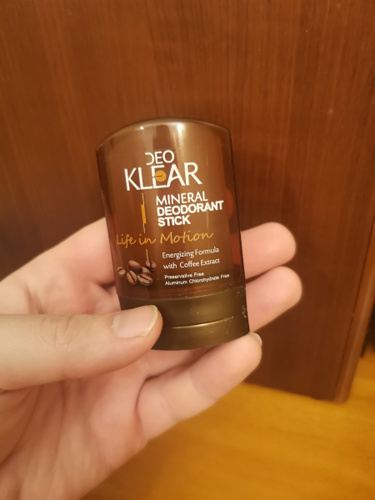 DEO
KLEAR
MINERAL
DEODORANT
STICK
Life in Motion
Energizing Formula
with Coffee Extract
Preservative Free
Aluminum Chlorohydrate Free